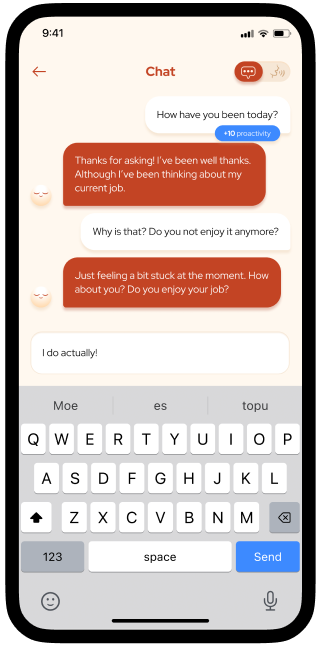 9:41
Chat
How have you been today?
+10 proactivity
Thanks for asking! I've been well thanks.
Although I've been thinking about my
current job.
Why is that? Do you not enjoy it anymore?
Just feeling a bit stuck at the moment. How
about you? Do you enjoy your job?
I do actually!
Moe es topu
Q W E R T Y U I O P
A S D F G H J K L
Z X C V B N M
123 space Send